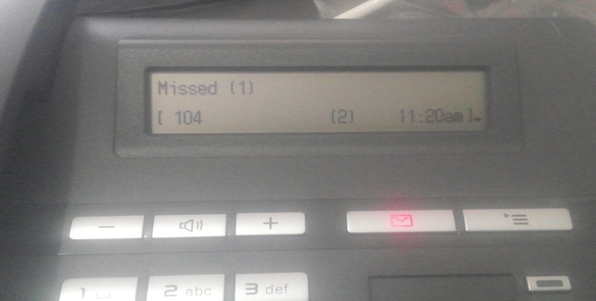 Missed (1)
[ 104 (2) 11:20am ]
− +
1 2 abc 3 def